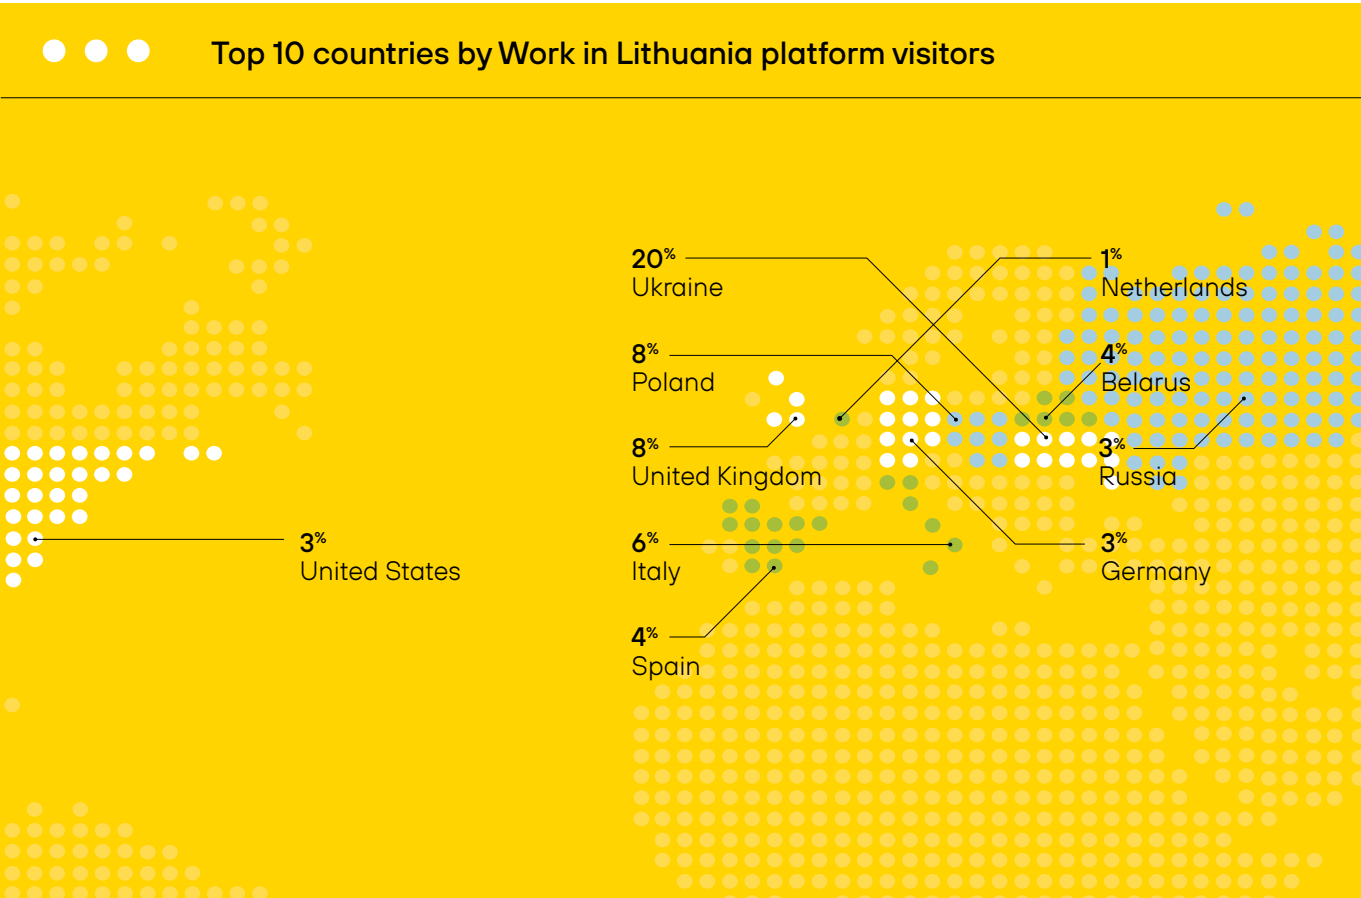 Top 10 countries by Work in Lithuania platform visitors
20%
Ukraine
8%
Poland
8%
United Kingdom
6%
Italy
4%
Spain
1%
Netherlands
4%
Belarus
3%
Russia
3%
Germany
3%
United States